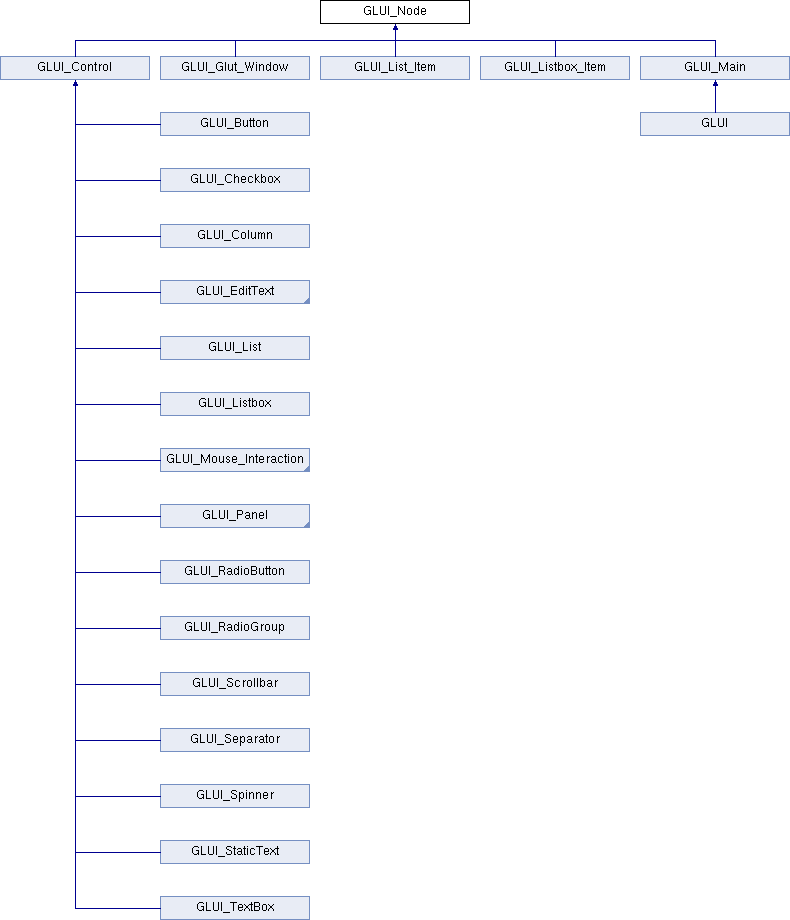 GLUI_Node
GLUI_Control
GLUI_Glut_Window
GLUI_List_Item
GLUI_Listbox_Item
GLUI_Main
GLUI_Button
GLUI
GLUI_Checkbox
GLUI_Column
GLUI_EditText
GLUI_List
GLUI_Listbox
GLUI_Mouse_Interaction
GLUI_Panel
GLUI_RadioButton
GLUI_RadioGroup
GLUI_Scrollbar
GLUI_Separator
GLUI_Spinner
GLUI_StaticText
GLUI_TextBox